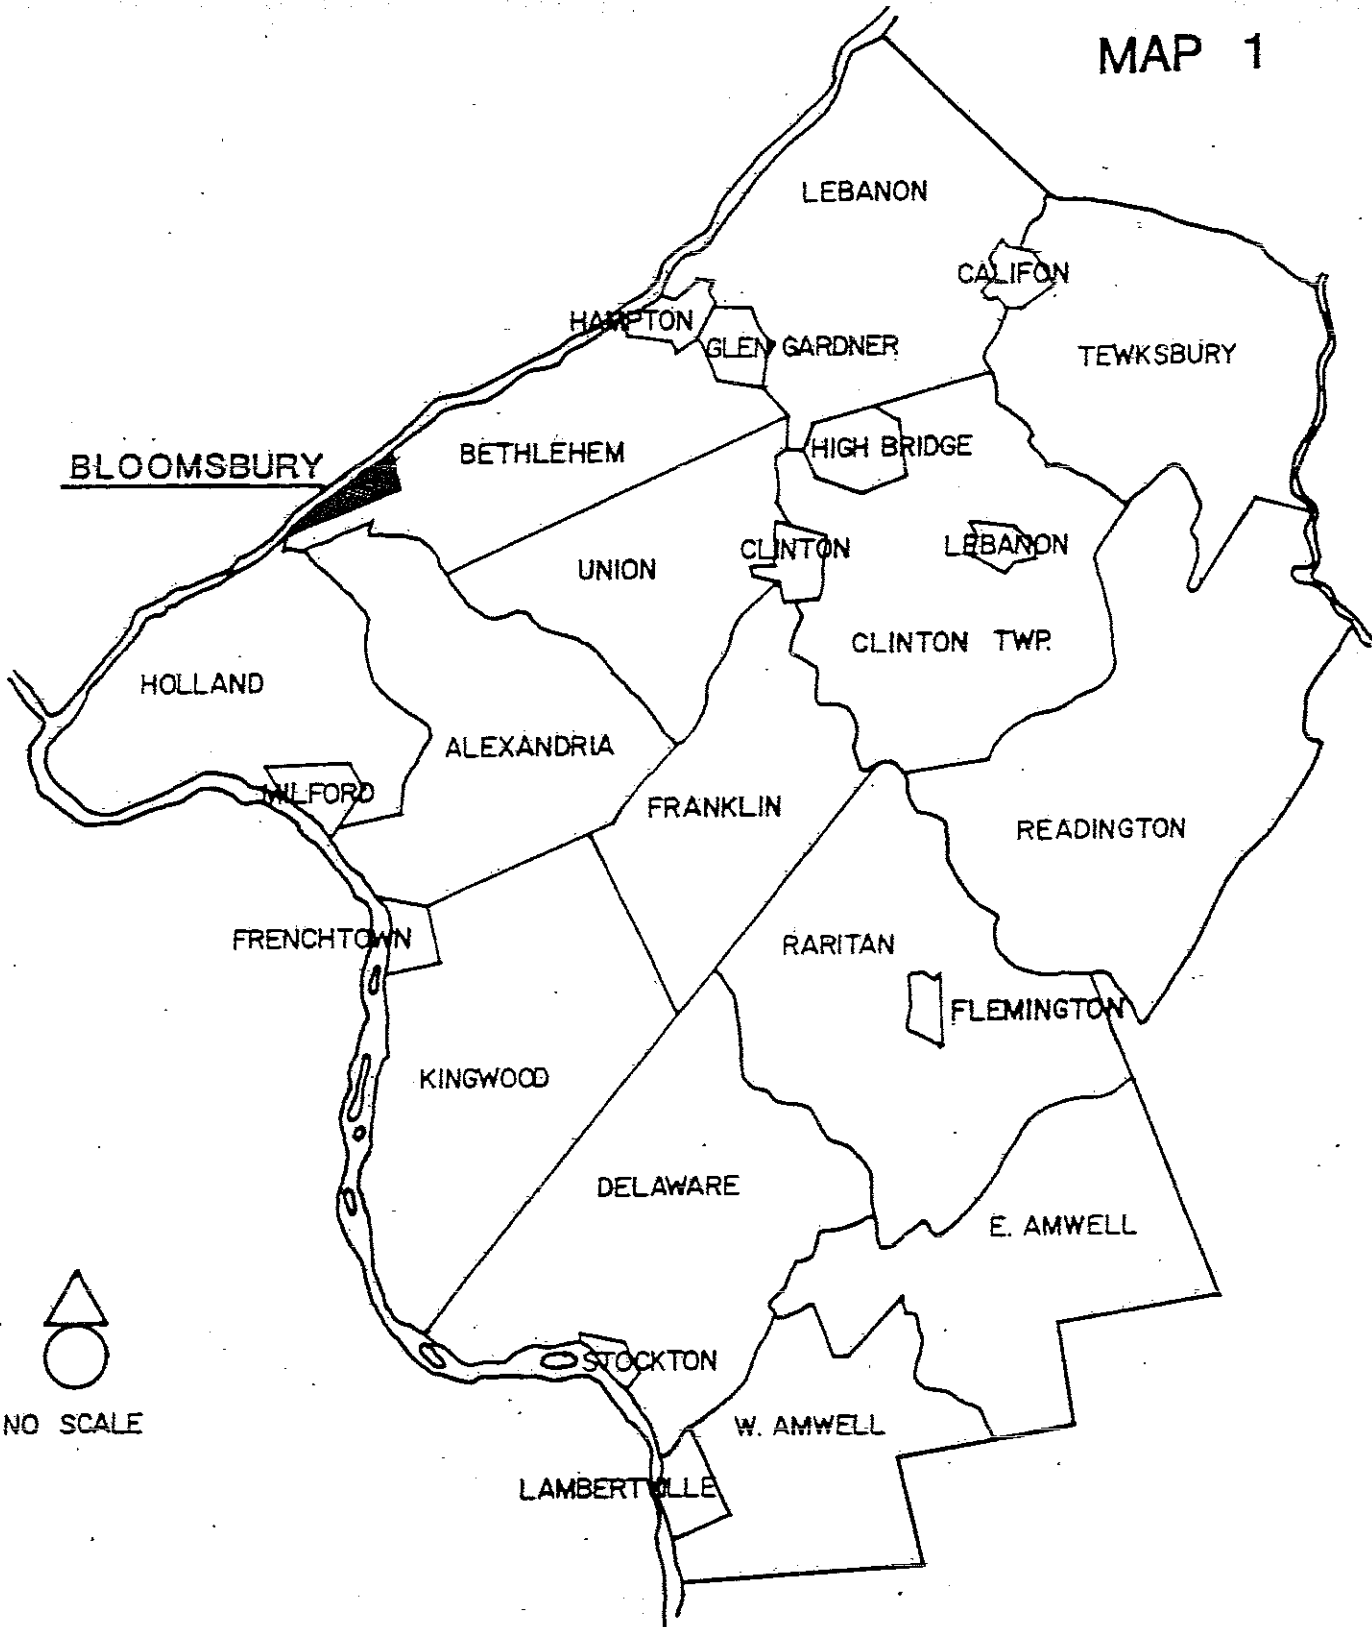 MAP 1
LEBANON
CALIFON
HAMPTON
GLEN GARDNER
TEWKSBURY
BLOOMSBURY
BETHLEHEM
HIGH BRIDGE
UNION
CLINTON
LEBANON
CLINTON TWP.
HOLLAND
ALEXANDRIA
MILFORD
FRANKLIN
READINGTON
FRENCHTOWN
RARITAN
FLEMINGTON
KINGWOOD
DELAWARE
E. AMWELL
STOCKTON
NO SCALE
W. AMWELL
LAMBERTVILLE